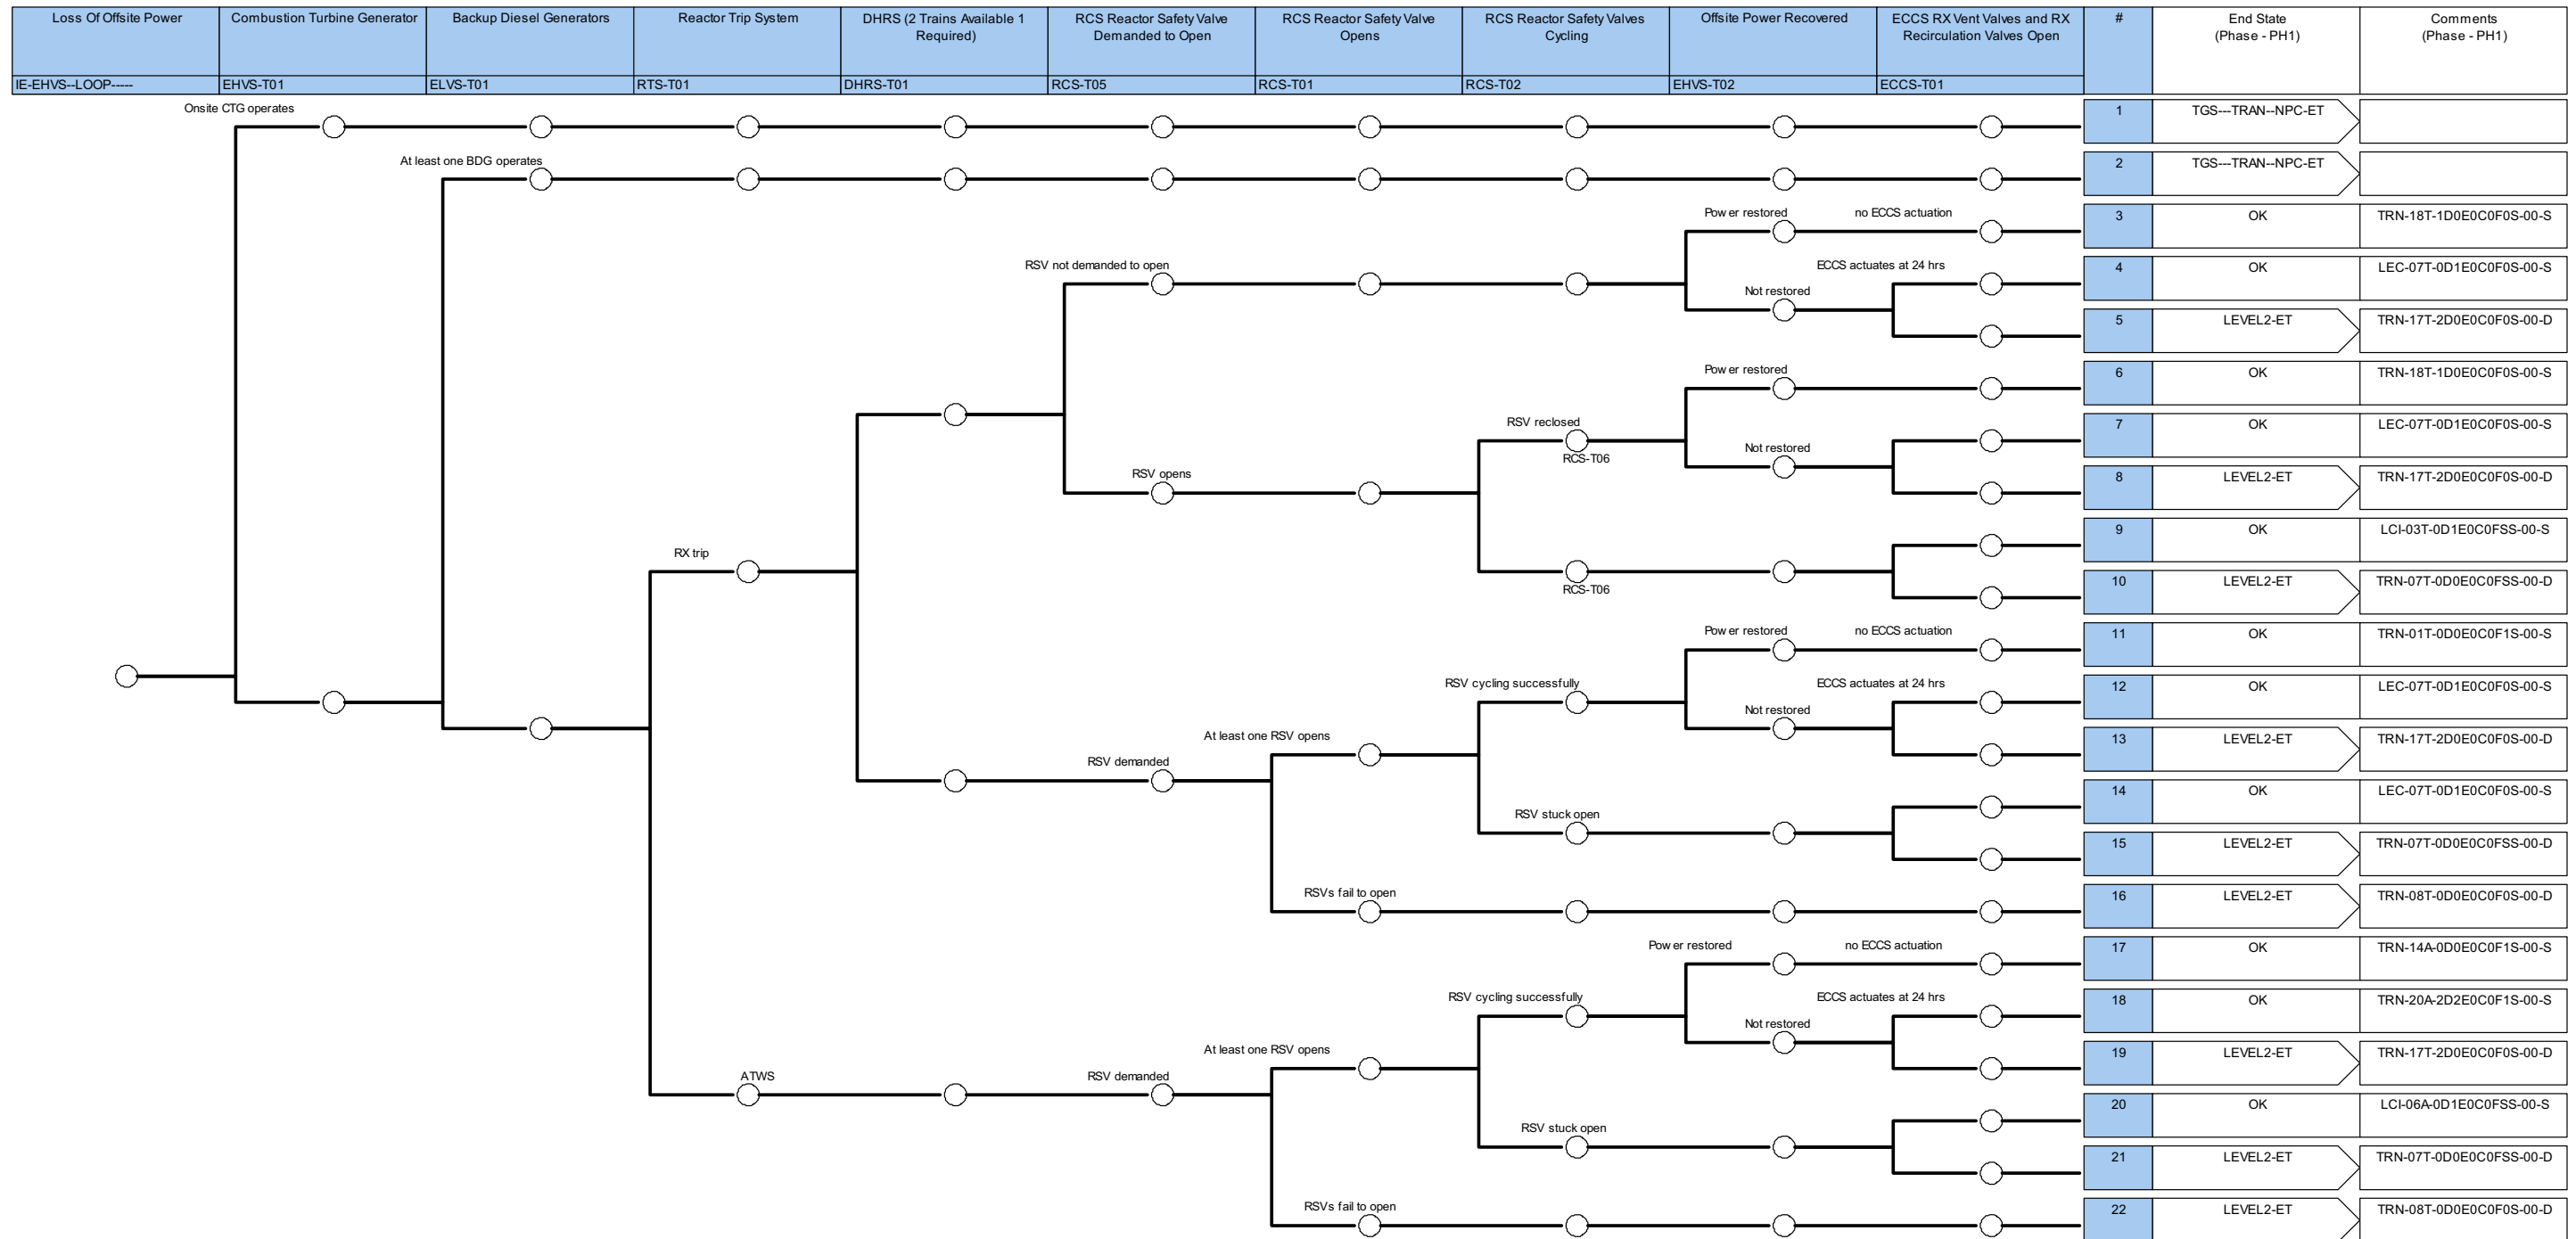 Loss Of Offsite Power
Combustion Turbine Generator
Backup Diesel Generators
Reactor Trip System
DHRS (2 Trains Available 1
Required)
RCS Reactor Safety Valve
Demanded to Open
RCS Reactor Safety Valve
Opens
RCS Reactor Safety Valves
Cycling
Offsite Power Recovered
ECCS RX Vent Valves and RX
Recirculation Valves Open
#
End State
(Phase - PH1)
Comments
(Phase - PH1)
IE-EHVS--LOOP-----
EHVS-T01
ELVS-T01
RTS-T01
DHRS-T01
RCS-T05
RCS-T01
RCS-T02
EHVS-T02
ECCS-T01
Onsite CTG operates
1
TGS---TRAN--NPC-ET
At least one BDG operates
2
TGS---TRAN--NPC-ET
Power restored
no ECCS actuation
3
OK
TRN-18T-1D0E0C0F0S-00-S
RSV not demanded to open
ECCS actuates at 24 hrs
4
OK
LEC-07T-0D1E0C0F0S-00-S
Not restored
5
LEVEL2-ET
TRN-17T-2D0E0C0F0S-00-D
Power restored
6
OK
TRN-18T-1D0E0C0F0S-00-S
RSV reclosed
RCS-T06
7
OK
LEC-07T-0D1E0C0F0S-00-S
Not restored
RSV opens
8
LEVEL2-ET
TRN-17T-2D0E0C0F0S-00-D
9
OK
LCI-03T-0D1E0C0FSS-00-S
RX trip
RCS-T06
10
LEVEL2-ET
TRN-07T-0D0E0C0FSS-00-D
Power restored
no ECCS actuation
11
OK
TRN-01T-0D0E0C0F1S-00-S
RSV cycling successfully
ECCS actuates at 24 hrs
12
OK
LEC-07T-0D1E0C0F0S-00-S
Not restored
At least one RSV opens
13
LEVEL2-ET
TRN-17T-2D0E0C0F0S-00-D
RSV demanded
14
OK
LEC-07T-0D1E0C0F0S-00-S
RSV stuck open
15
LEVEL2-ET
TRN-07T-0D0E0C0FSS-00-D
RSVs fail to open
16
LEVEL2-ET
TRN-08T-0D0E0C0F0S-00-D
Power restored
no ECCS actuation
17
OK
TRN-14A-0D0E0C0F1S-00-S
RSV cycling successfully
ECCS actuates at 24 hrs
18
OK
TRN-20A-2D2E0C0F1S-00-S
Not restored
At least one RSV opens
19
LEVEL2-ET
TRN-17T-2D0E0C0F0S-00-D
ATWS
RSV demanded
20
OK
LCI-06A-0D1E0C0FSS-00-S
RSV stuck open
21
LEVEL2-ET
TRN-07T-0D0E0C0FSS-00-D
RSVs fail to open
22
LEVEL2-ET
TRN-08T-0D0E0C0F0S-00-D